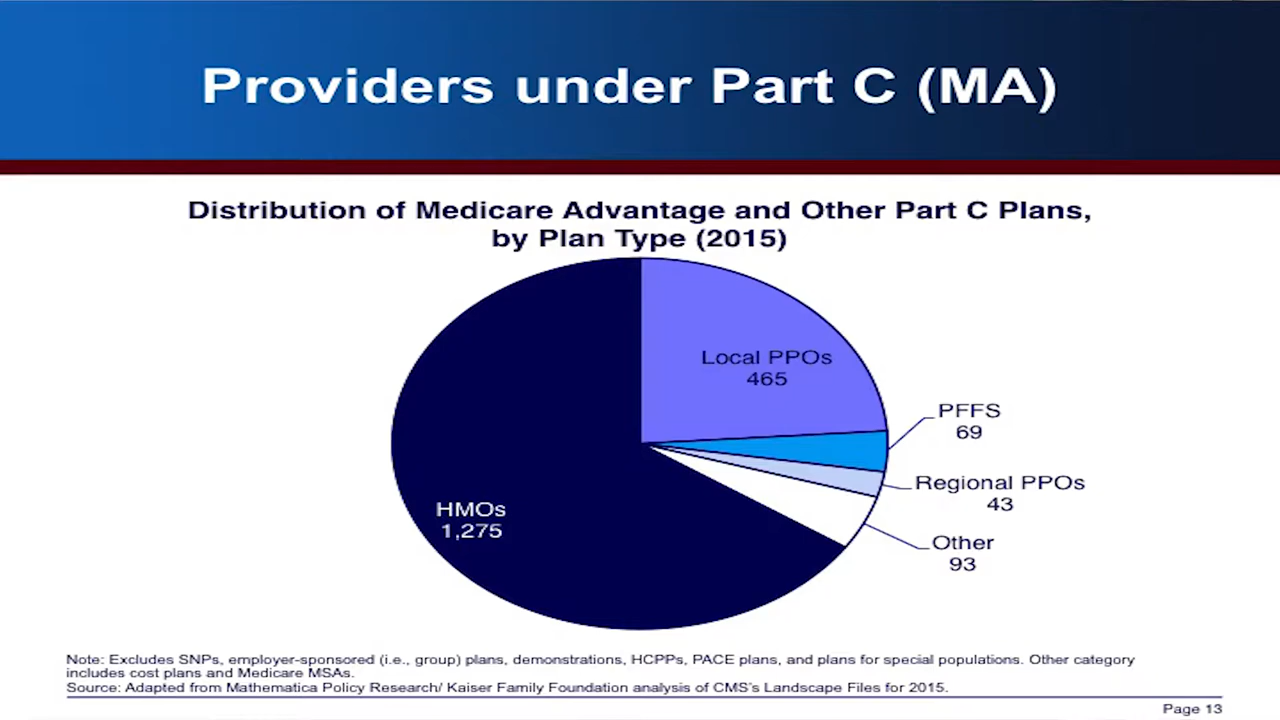 Providers under Part C (MA)
Distribution of Medicare Advantage and Other Part C Plans,
by Plan Type (2015)
Local PPOs
465
PFFS
69
Regional PPOs
43
Other
93
HMOs
1,275
Note: Excludes SNPs, employer-sponsored (i.e., group) plans, demonstrations, HCPPs, PACE plans, and plans for special populations. Other category
includes cost plans and Medicare MSAs.
Source: Adapted from Mathematica Policy Research/ Kaiser Family Foundation analysis of CMS's Landscape Files for 2015.
Page 13